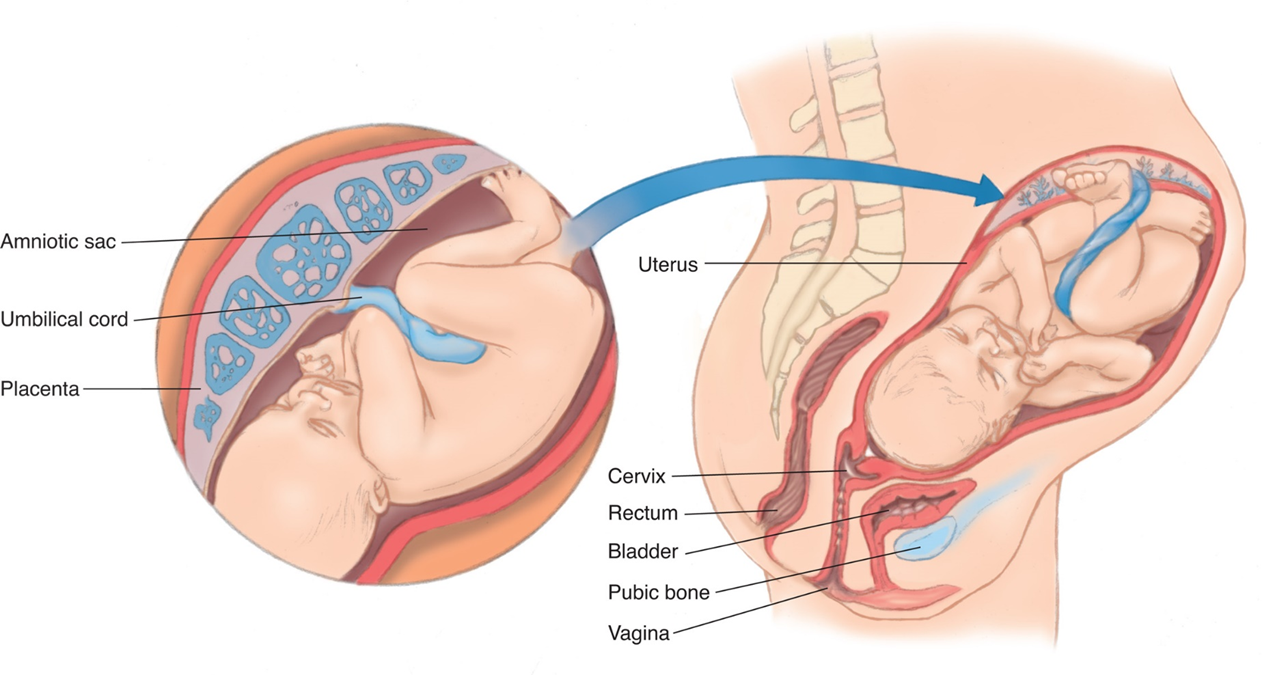 Amniotic sac
Umbilical cord
Placenta
Uterus
Cervix
Rectum
Bladder
Pubic bone
Vagina